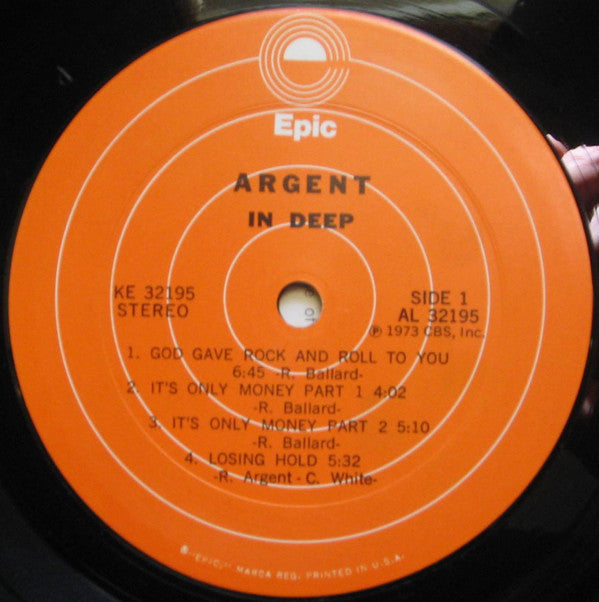 Epic
ARGENT
IN DEEP
KE 32195
STEREO
SIDE 1
AL 32195
Ⓟ 1973 CBS, Inc.
1. GOD GAVE ROCK AND ROLL TO YOU
6:45 -R. Ballard-
2. IT'S ONLY MONEY PART 1 4:02
-R. Ballard-
3. IT'S ONLY MONEY PART 2 5:10
-R. Ballard-
4. LOSING HOLD 5:32
-R. Argent - C. White-
® "EPIC," MARCA REG. PRINTED IN U.S.A.